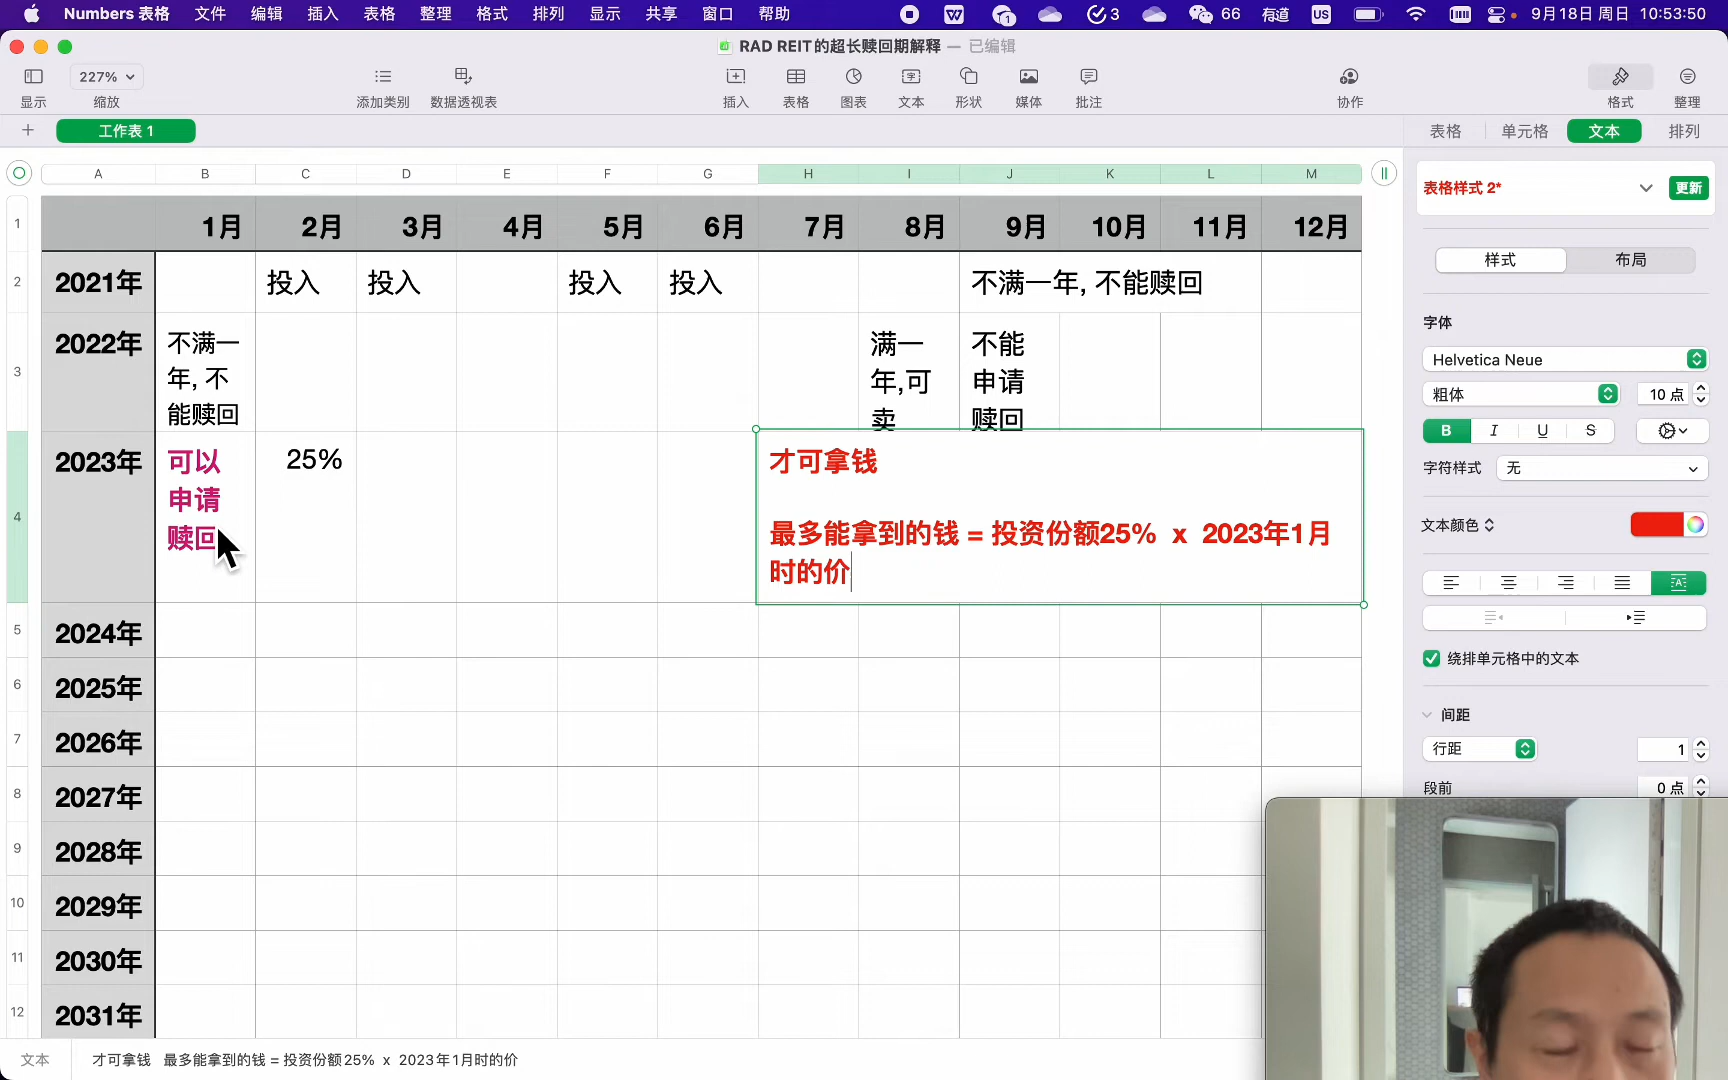 Numbers 表格 文件 编辑 插入 表格 整理 格式 排列 显示 共享 窗口 帮助 1 3 66 有道 US 9月18日 周日 10:53:50
RAD REIT的超长赎回期解释 — 已编辑
227%
显示 缩放 添加类别 数据透视表 插入 表格 图表 文本 形状 媒体 批注 协作 格式 整理
工作表 1
表格 单元格 文本 排列
A B C D E F G H I J K L M
表格样式 2* 更新
1 1月 2月 3月 4月 5月 6月 7月 8月 9月 10月 11月 12月
样式 布局
2 2021年 投入 投入 投入 投入 不满一年, 不能赎回
3 2022年
不满一
年, 不
能赎回
满一
年,可
卖
不能
申请
赎回
4 2023年
可以
申请
赎回
25%
才可拿钱
最多能拿到的钱 = 投资份额25% x 2023年1月
时的价
5 2024年
6 2025年
7 2026年
8 2027年
9 2028年
10 2029年
11 2030年
12 2031年
字体
Helvetica Neue
粗体 10 点
B I U S
字符样式 无
文本颜色
绕排单元格中的文本
间距
行距 1
段前 0 点
文本 才可拿钱 最多能拿到的钱 = 投资份额25% x 2023年1月时的价